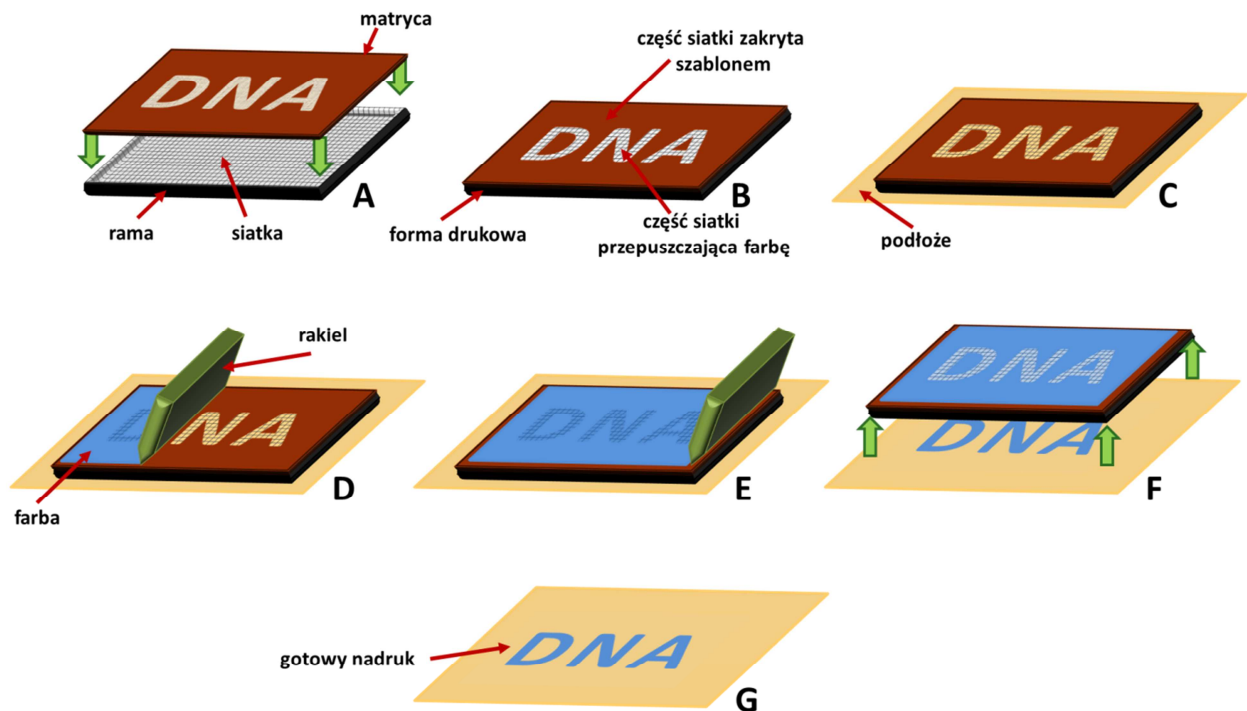 matryca
DNA
rama
siatka
A
część siatki zakryta
szablonem
DNA
forma drukowa
część siatki
przepuszczająca farbę
B
DNA
podłoże
C
rakiel
DNA
farba
D
DNA
E
DNA
DNA
F
gotowy nadruk
DNA
G